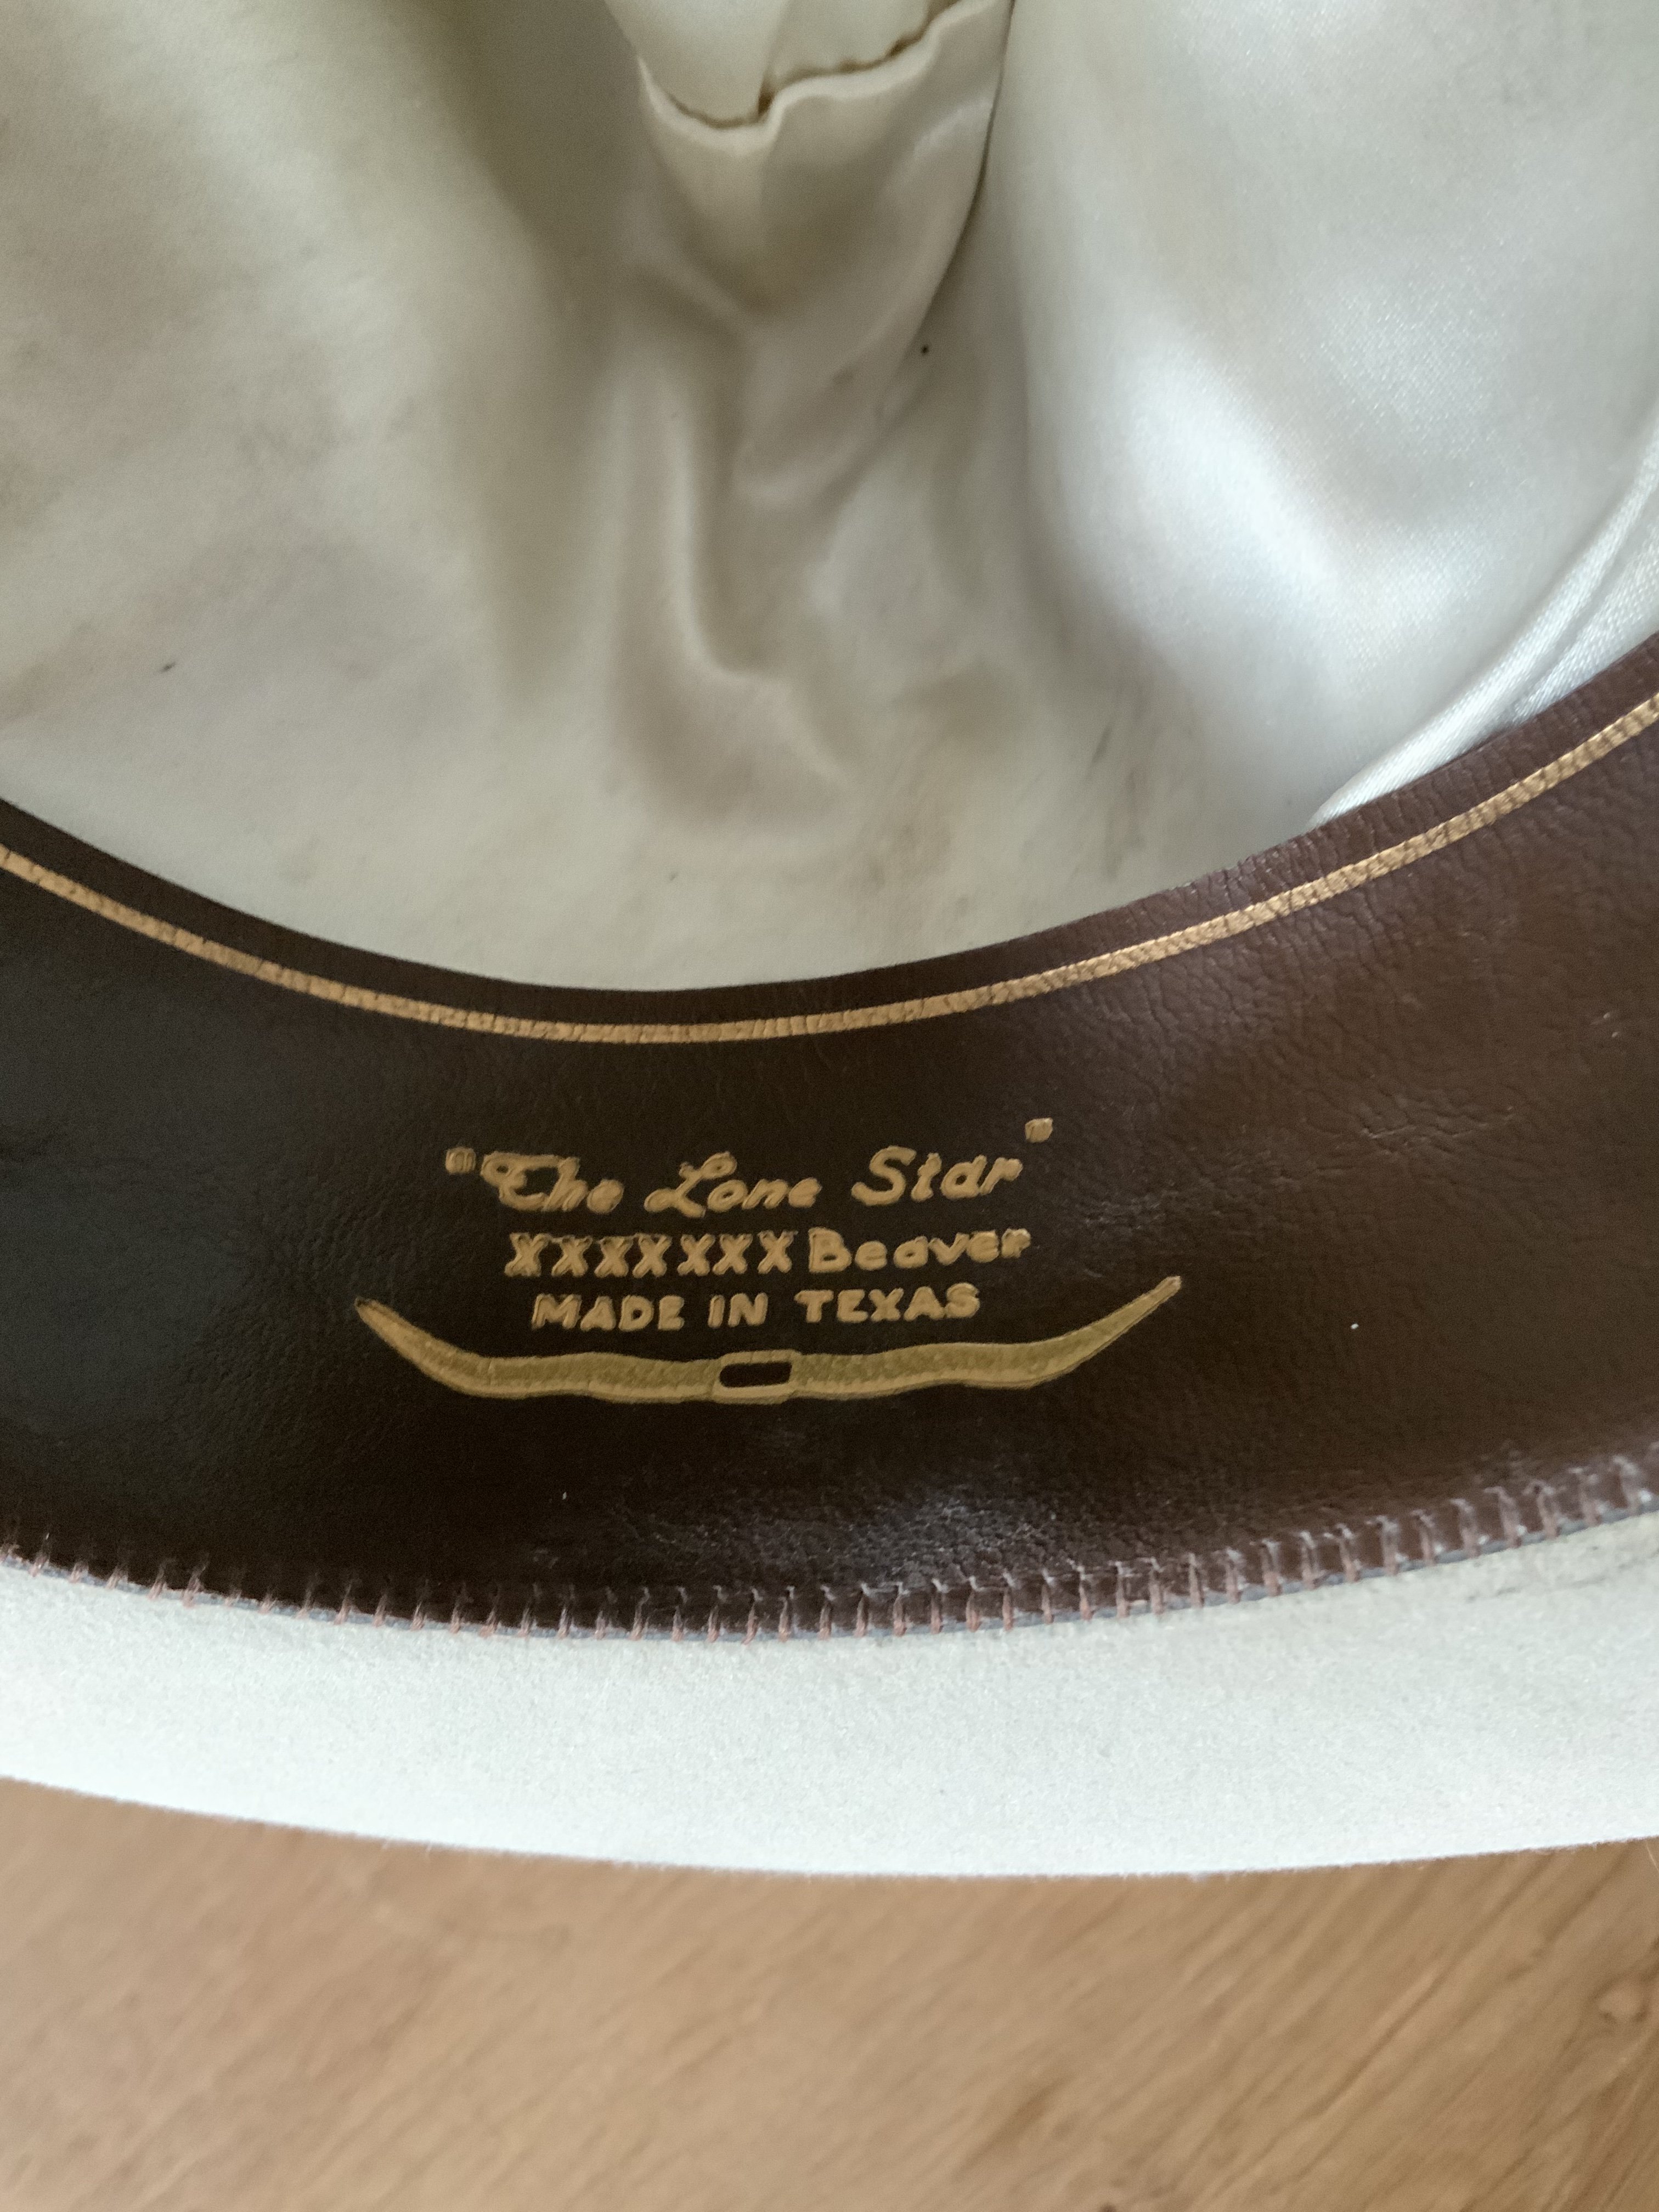 "The Lone Star"
XXXXXXX Beaver
MADE IN TEXAS